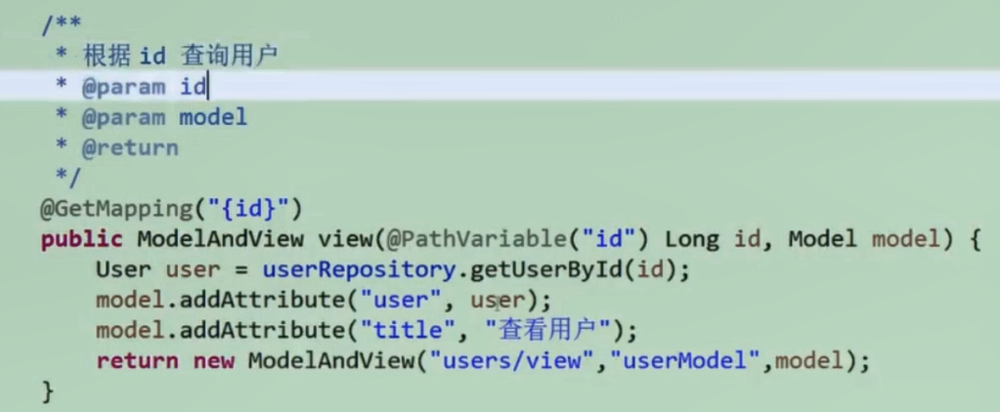 /**
 * 根据 id 查询用户
 * @param id
 * @param model
 * @return
 */
@GetMapping("{id}")
public ModelAndView view(@PathVariable("id") Long id, Model model) {
    User user = userRepository.getUserById(id);
    model.addAttribute("user", user);
    model.addAttribute("title", "查看用户");
    return new ModelAndView("users/view","userModel",model);
}